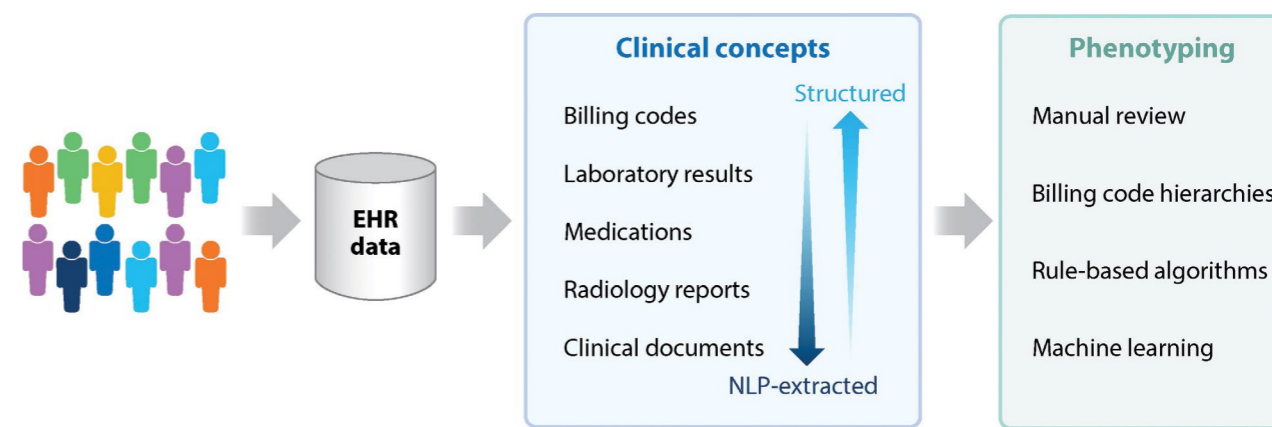 EHR
data
Clinical concepts
Structured
Billing codes
Laboratory results
Medications
Radiology reports
Clinical documents
NLP-extracted
Phenotyping
Manual review
Billing code hierarchies
Rule-based algorithms
Machine learning